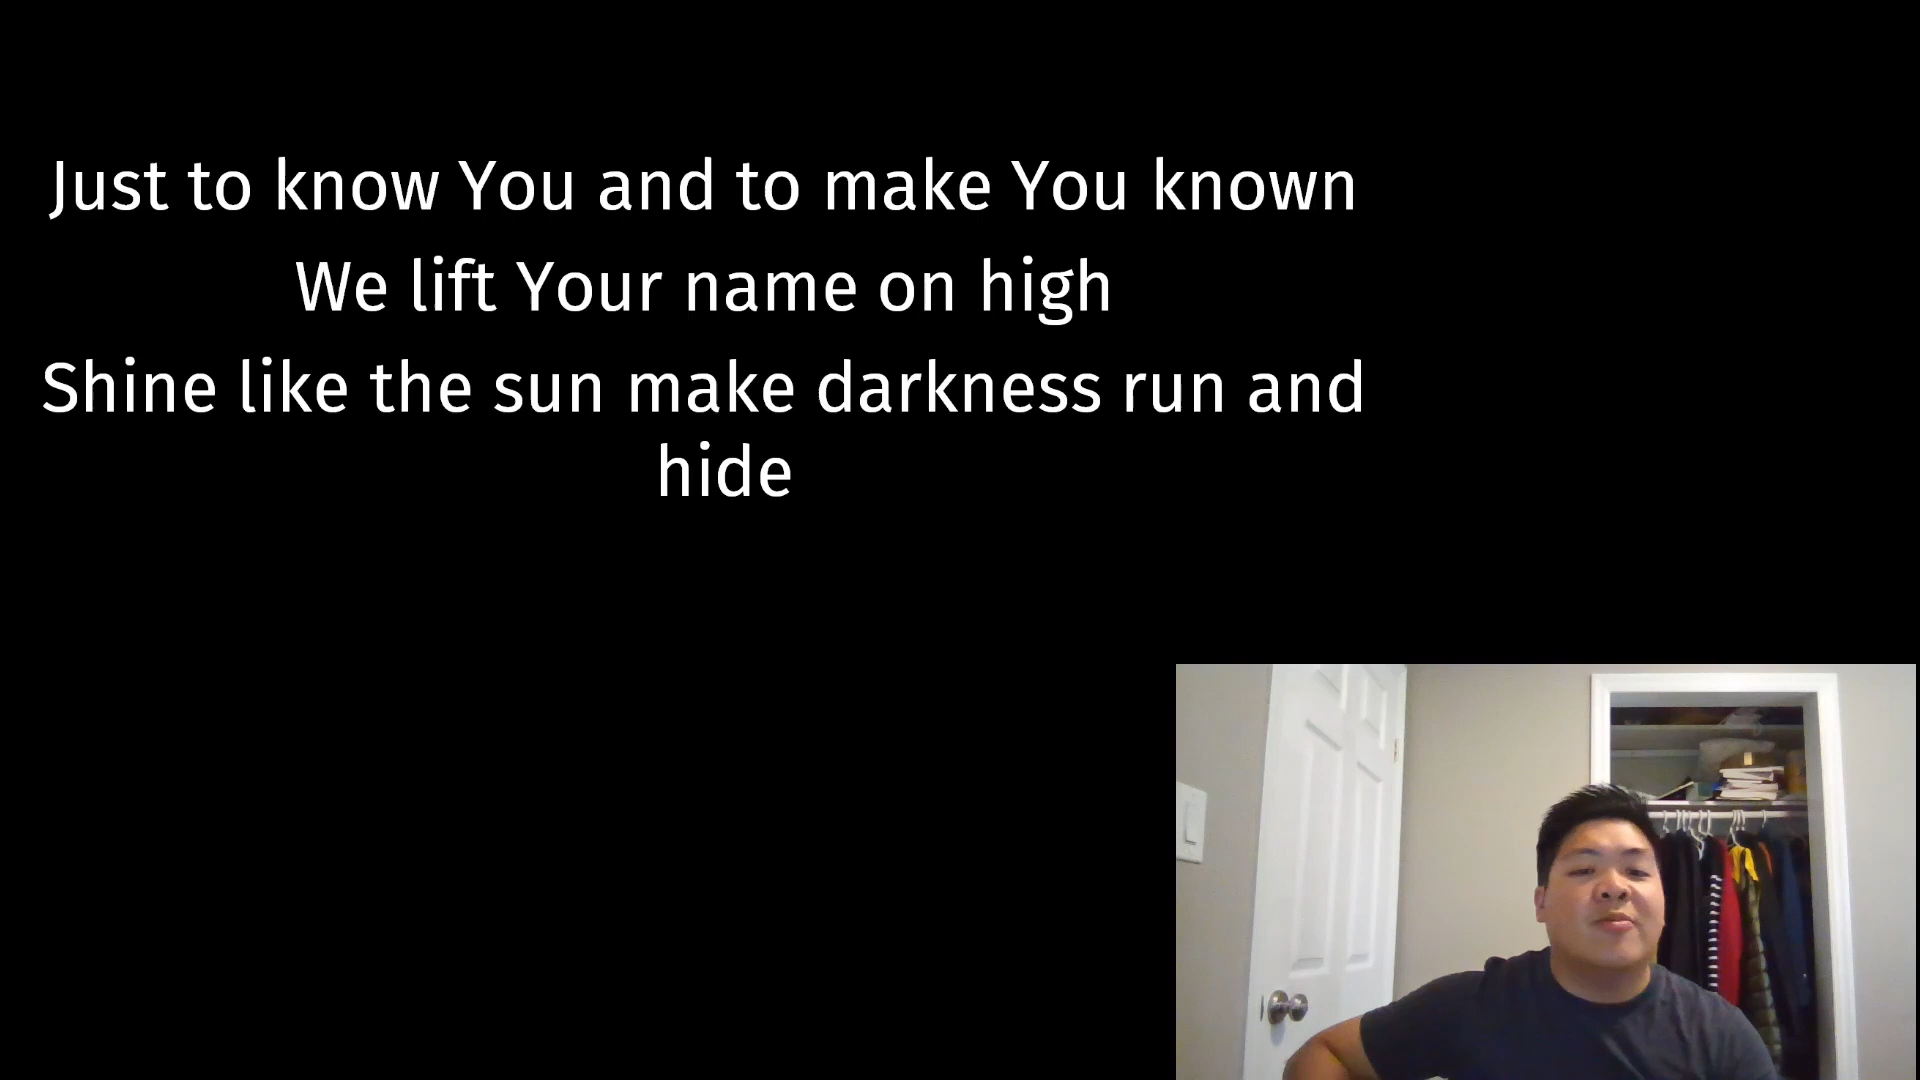 Just to know You and to make You known
We lift Your name on high
Shine like the sun make darkness run and
hide